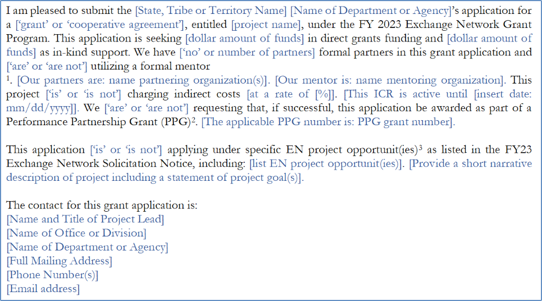 I am pleased to submit the [State, Tribe or Territory Name] [Name of Department or Agency]'s application for
a ['grant' or 'cooperative agreement'], entitled [project name], under the FY 2023 Exchange Network Grant
Program. This application is seeking [dollar amount of funds] in direct grants funding and [dollar amount of
funds] as in-kind support. We have ['no' or number of partners] formal partners in this grant application and
['are' or 'are not'] utilizing a formal mentor
¹. [Our partners are: name partnering organization(s)]. [Our mentor is: name mentoring organization]. This
project ['is' or 'is not'] charging indirect costs [at a rate of [%]]. [This ICR is active until [insert date:
mm/dd/yyyy]]. We ['are' or 'are not'] requesting that, if successful, this application be awarded as part of a
Performance Partnership Grant (PPG)². [The applicable PPG number is: PPG grant number].
This application ['is' or 'is not'] applying under specific EN project opportunit(ies)³ as listed in the FY23
Exchange Network Solicitation Notice, including: [list EN project opportunit(ies)]. [Provide a short narrative
description of project including a statement of project goal(s)].
The contact for this grant application is:
[Name and Title of Project Lead]
[Name of Office or Division]
[Name of Department or Agency]
[Full Mailing Address]
[Phone Number(s)]
[Email address]